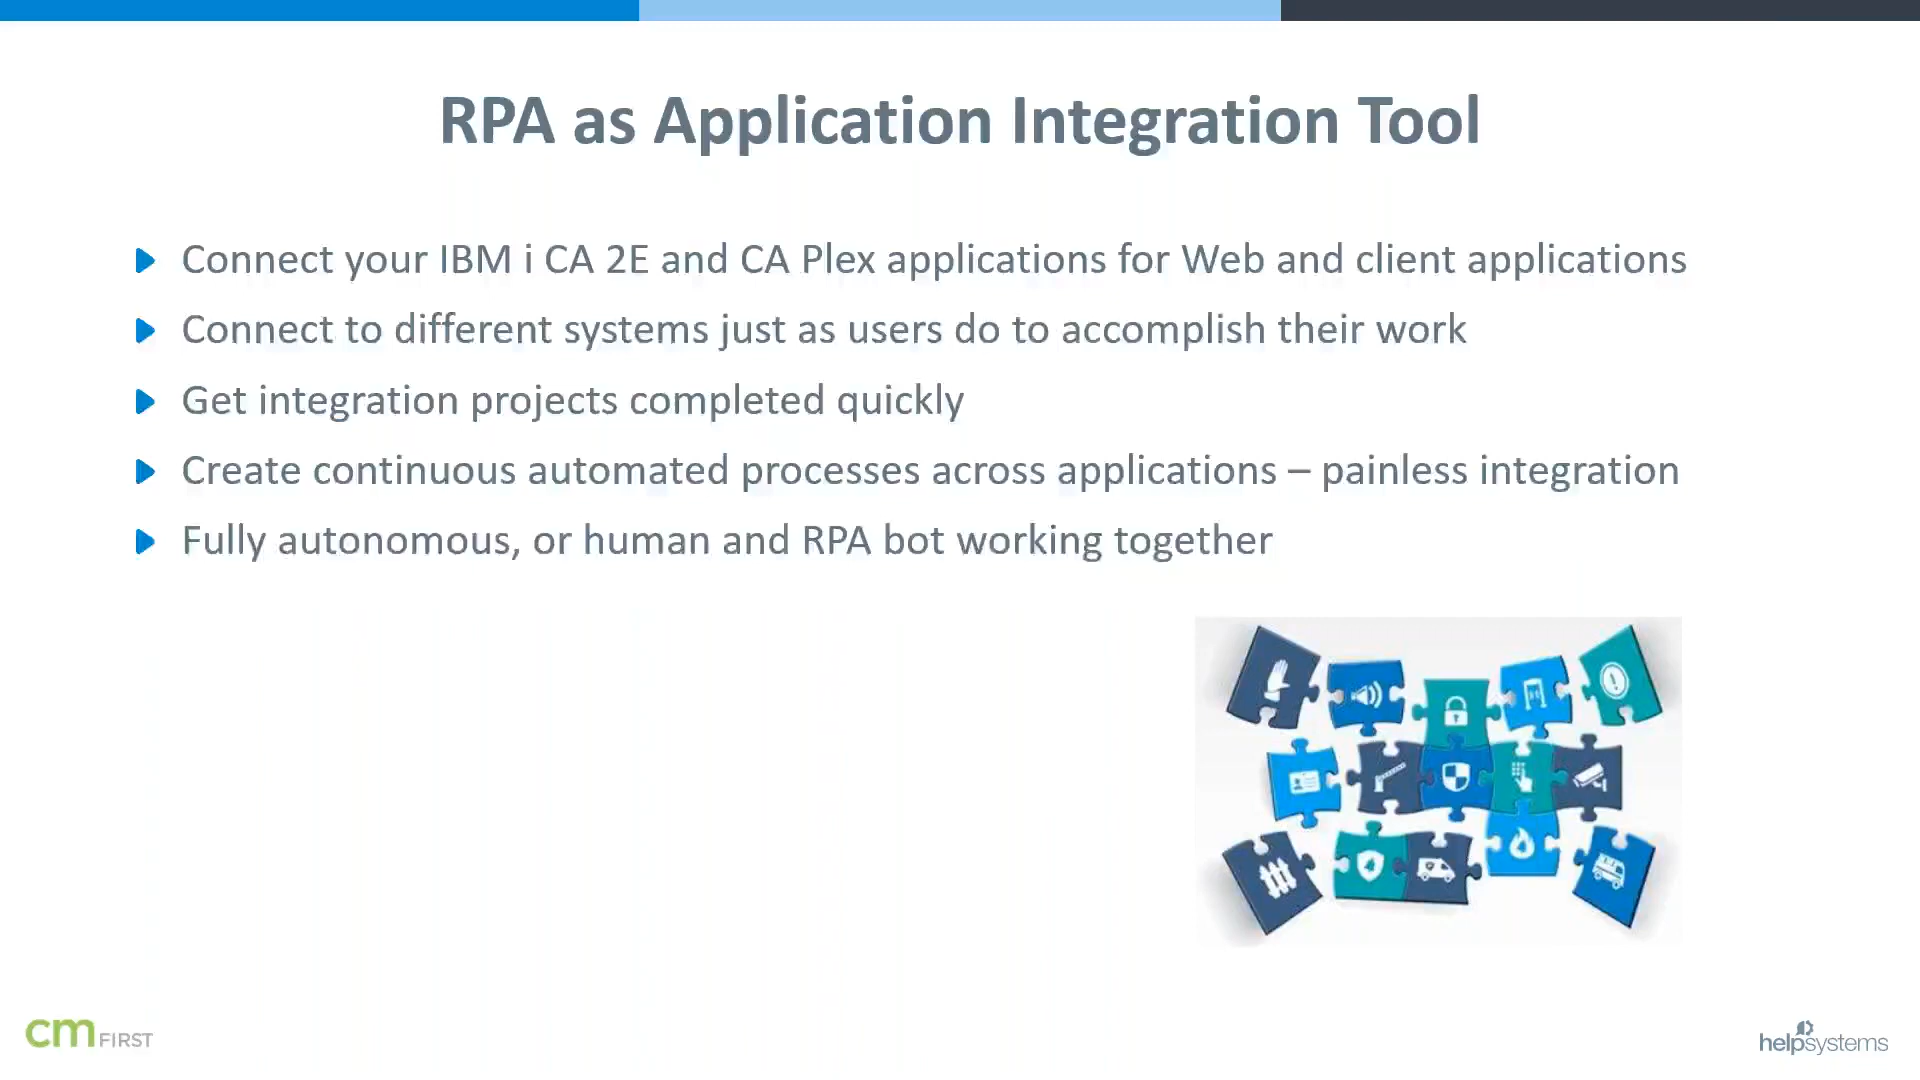 RPA as Application Integration Tool
Connect your IBM i CA 2E and CA Plex applications for Web and client applications
Connect to different systems just as users do to accomplish their work
Get integration projects completed quickly
Create continuous automated processes across applications – painless integration
Fully autonomous, or human and RPA bot working together
cm FIRST
helpsystems